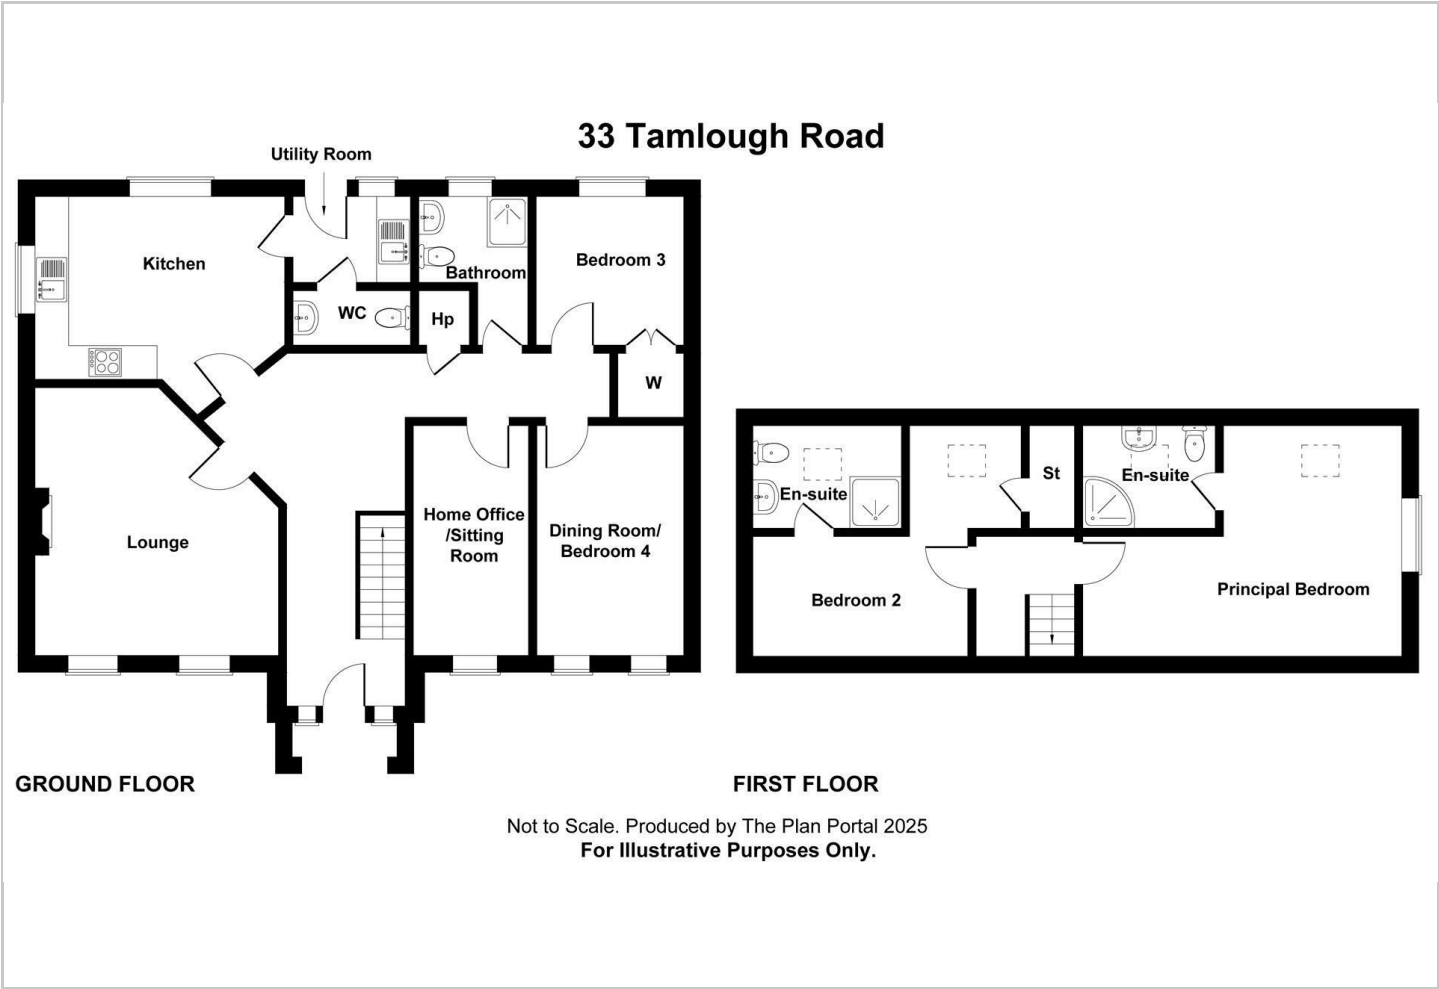 33 Tamlough Road
Utility Room
Kitchen
WC
Hp
Bathroom
Bedroom 3
W
Lounge
Home Office
/Sitting
Room
Dining Room/
Bedroom 4
En-suite
St
En-suite
Bedroom 2
Principal Bedroom
GROUND FLOOR
FIRST FLOOR
Not to Scale. Produced by The Plan Portal 2025
For Illustrative Purposes Only.